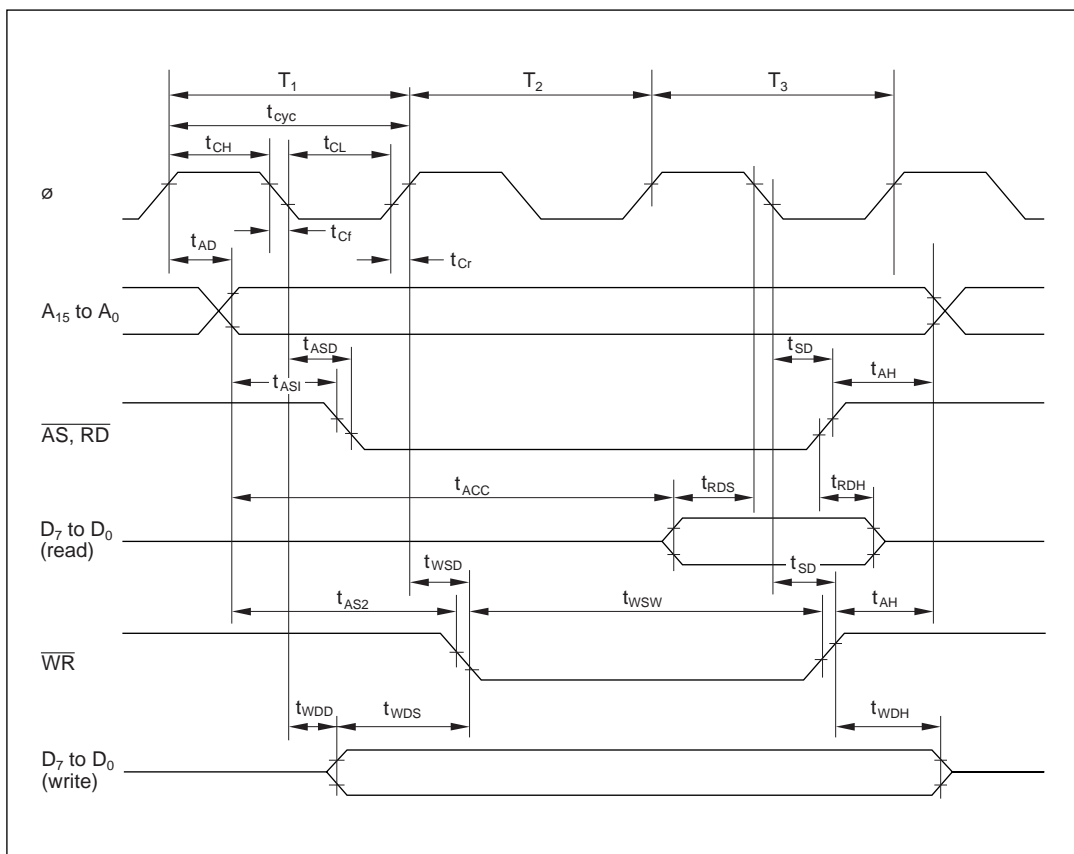 T1 T2 T3
tcyc
tCH tCL
ø
tCf
tAD
tCr
A15 to A0
tASD tSD
tASI tAH
AS, RD
tACC tRDS tRDH
D7 to D0
(read)
tWSD tSD
tAS2 tWSW tAH
WR
tWDD tWDS tWDH
D7 to D0
(write)